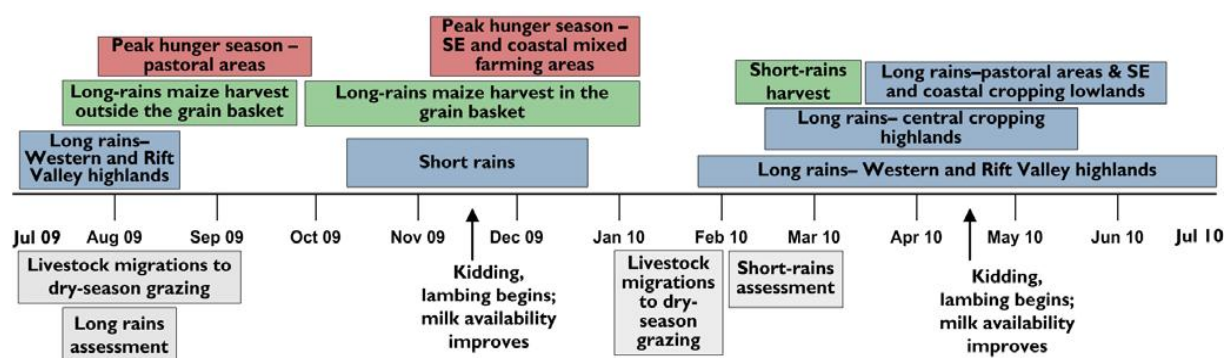 Peak hunger season –
pastoral areas
Peak hunger season –
SE and coastal mixed
farming areas
Long-rains maize harvest
outside the grain basket
Long-rains maize harvest in the
grain basket
Short-rains
harvest
Long rains–pastoral areas & SE
and coastal cropping lowlands
Long rains–
Western and Rift
Valley highlands
Short rains
Long rains– central cropping
highlands
Long rains– Western and Rift Valley highlands
Jul 09 Aug 09 Sep 09 Oct 09 Nov 09 Dec 09 Jan 10 Feb 10 Mar 10 Apr 10 May 10 Jun 10 Jul 10
Livestock migrations to
dry-season grazing
Long rains
assessment
Kidding,
lambing begins;
milk availability
improves
Livestock
migrations
to dry-
season
grazing
Short-rains
assessment
Kidding,
lambing begins;
milk availability
improves